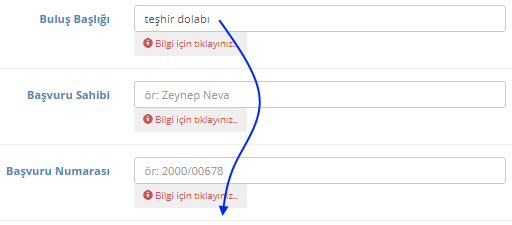 Buluş Başlığı
teşhir dolabı
Bilgi için tıklayınız..
Başvuru Sahibi
ör: Zeynep Neva
Bilgi için tıklayınız..
Başvuru Numarası
ör: 2000/00678
Bilgi için tıklayınız..